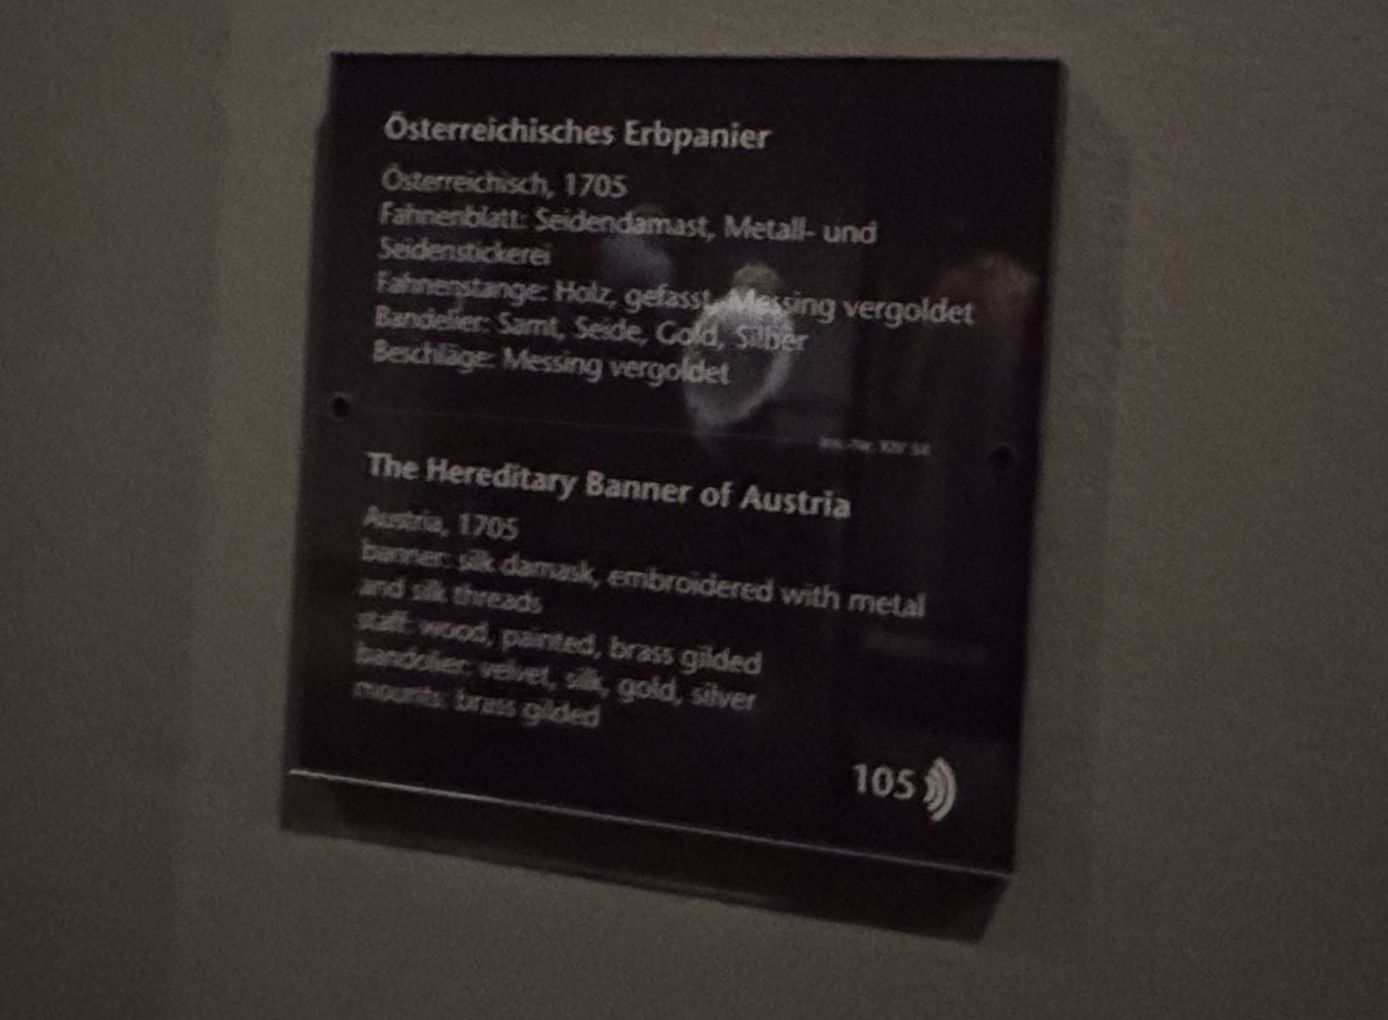 Österreichisches Erbpanier
Österreichisch, 1705
Fahnenblatt: Seidendamast, Metall- und
Seidenstickerei
Fahnenstange: Holz, gefasst, Messing vergoldet
Bandelier: Samt, Seide, Gold, Silber
Beschläge: Messing vergoldet
The Hereditary Banner of Austria
Austria, 1705
banner: silk damask, embroidered with metal
and silk threads
staff: wood, painted, brass gilded
bandolier: velvet, silk, gold, silver
mounts: brass gilded
105